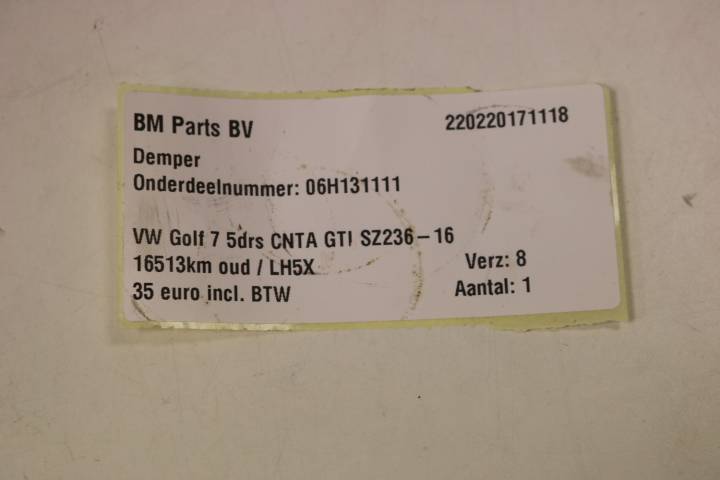 BM Parts BV 220220171118
Demper
Onderdeelnummer: 06H131111
VW Golf 7 5drs CNTA GTI SZ236-16
16513km oud / LH5X Verz: 8
35 euro incl. BTW Aantal: 1